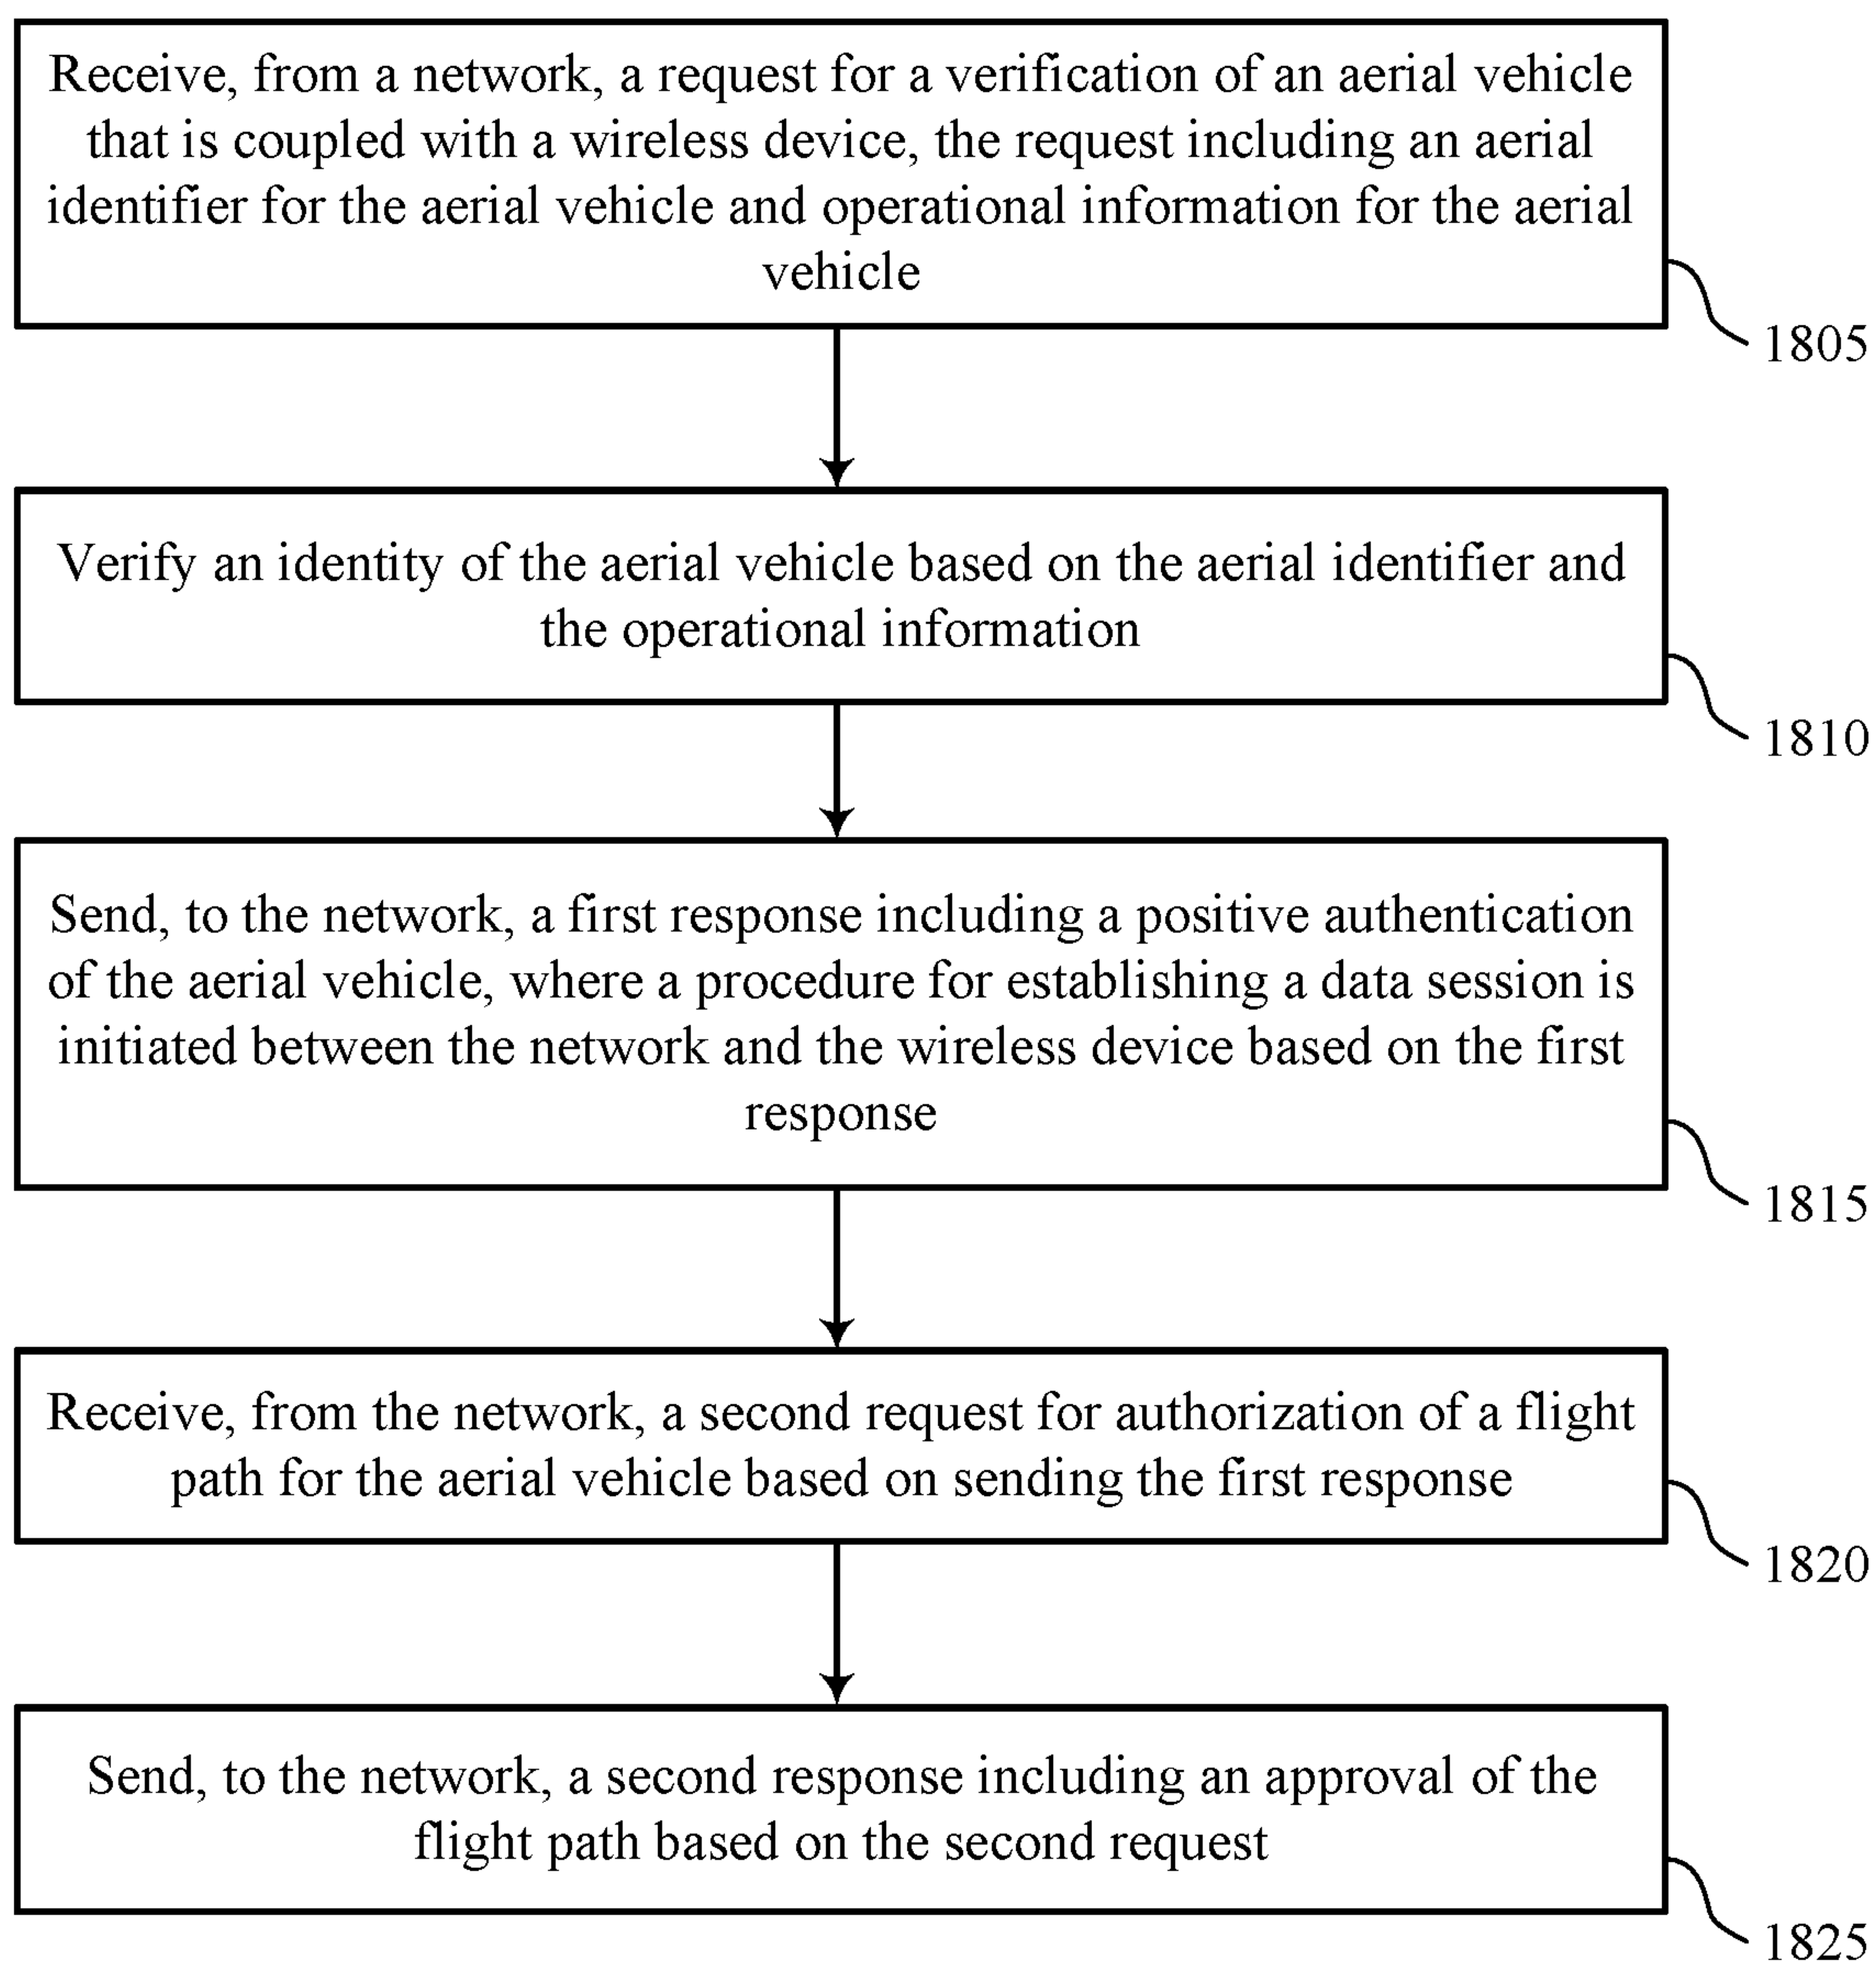 Receive, from a network, a request for a verification of an aerial vehicle
that is coupled with a wireless device, the request including an aerial
identifier for the aerial vehicle and operational information for the aerial
vehicle
1805
Verify an identity of the aerial vehicle based on the aerial identifier and
the operational information
1810
Send, to the network, a first response including a positive authentication
of the aerial vehicle, where a procedure for establishing a data session is
initiated between the network and the wireless device based on the first
response
1815
Receive, from the network, a second request for authorization of a flight
path for the aerial vehicle based on sending the first response
1820
Send, to the network, a second response including an approval of the
flight path based on the second request
1825